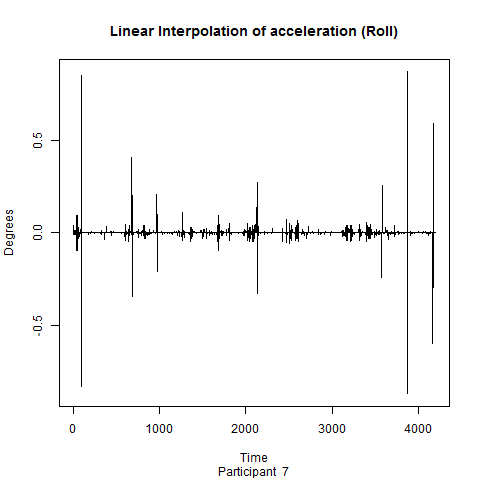 Linear Interpolation of acceleration (Roll)
Degrees
0.5
0.0
-0.5
0 1000 2000 3000 4000
Time
Participant 7